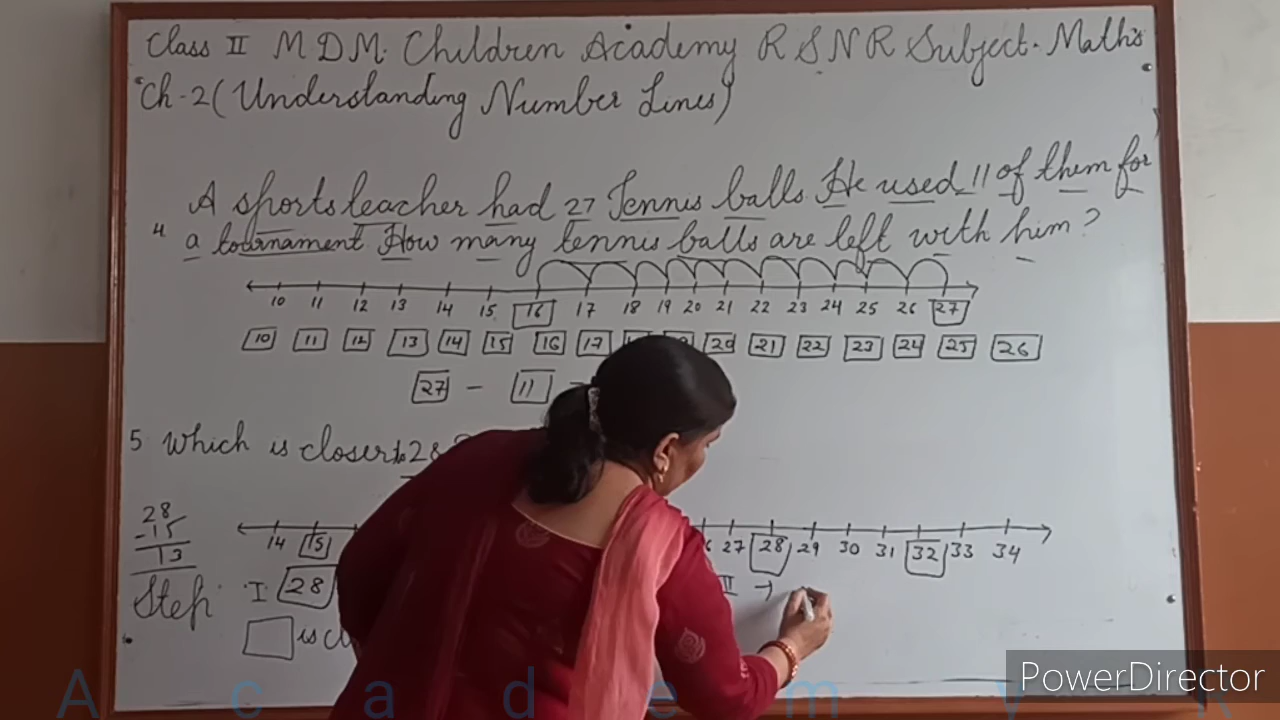 Class II M D M. Children Academy R S N R Subject. Maths
Ch-2 (Understanding Number Lines)
A sports teacher had 27 Tennis balls. He used 11 of them for
4 a tournament How many tennis balls are left with him?
10 11 12 13 14 15 16 17 18 19 20 21 22 23 24 25 26 27
10 11 12 13 14 15 16 17 20 21 22 23 24 25 26
27 - 11
5 Which is closer to 28
28
-15
13
14 15 27 28 29 30 31 32 33 34
Step I 28 II →
is
PowerDirector
Academy R